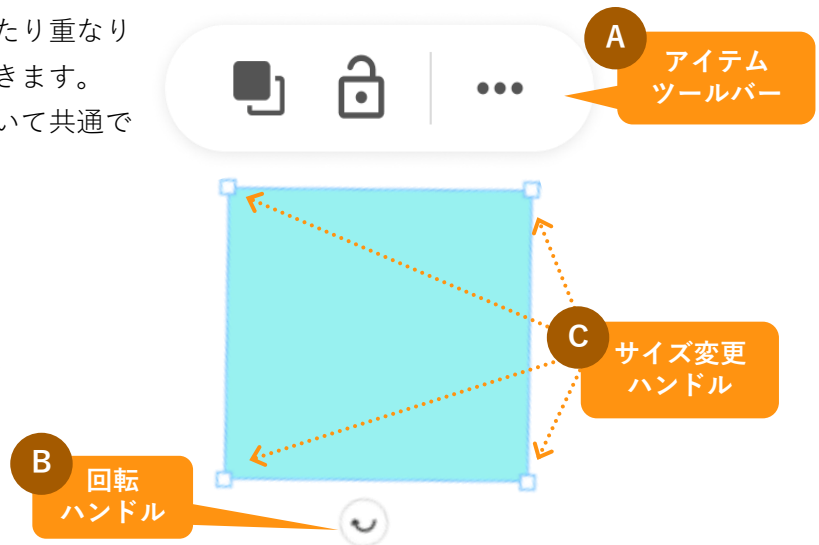 たり重なり
きます。
いて共通で
A
アイテム
ツールバー
C
サイズ変更
ハンドル
B
回転
ハンドル